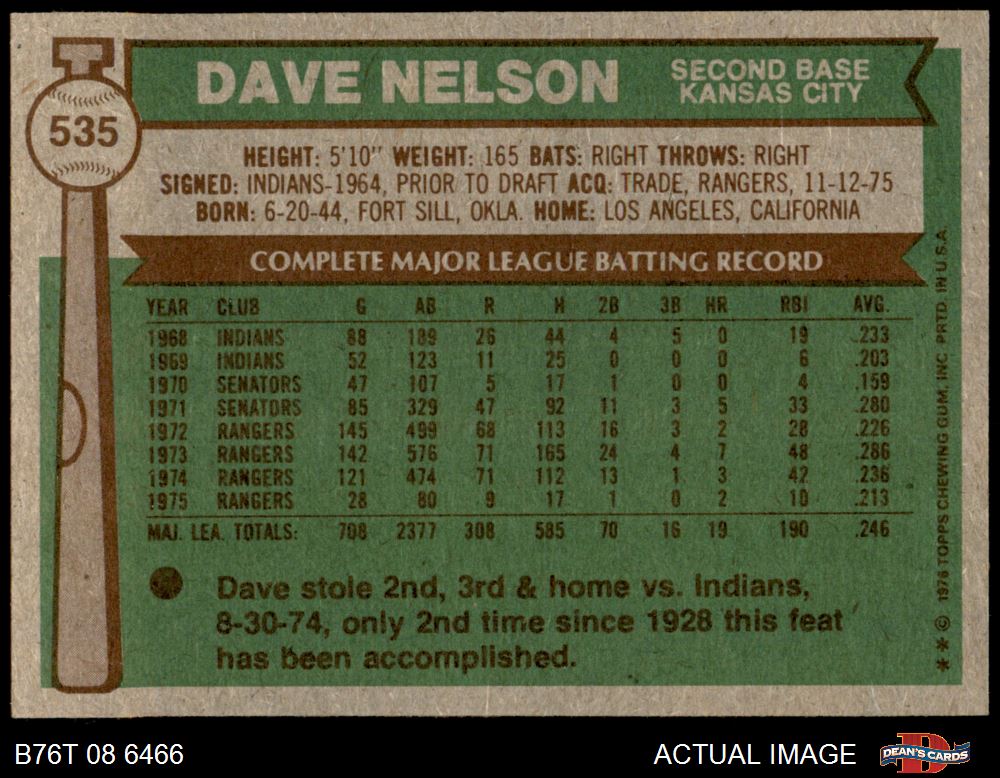 535
DAVE NELSON
SECOND BASE
KANSAS CITY
HEIGHT: 5'10" WEIGHT: 165 BATS: RIGHT THROWS: RIGHT
SIGNED: INDIANS-1964, PRIOR TO DRAFT ACQ: TRADE, RANGERS, 11-12-75
BORN: 6-20-44, FORT SILL, OKLA. HOME: LOS ANGELES, CALIFORNIA
COMPLETE MAJOR LEAGUE BATTING RECORD
YEAR CLUB G AB R H 2B 3B HR RBI AVG.
1968 INDIANS 88 189 26 44 4 5 0 19 .233
1969 INDIANS 52 123 11 25 0 0 0 6 .203
1970 SENATORS 47 107 5 17 1 0 0 4 .159
1971 SENATORS 85 329 47 92 11 3 5 33 .280
1972 RANGERS 145 499 68 113 16 3 2 28 .226
1973 RANGERS 142 576 71 165 24 4 7 48 .286
1974 RANGERS 121 474 71 112 13 1 3 42 .236
1975 RANGERS 28 80 9 17 1 0 2 10 .213
MAJ. LEA. TOTALS: 708 2377 308 585 70 16 19 190 .246
Dave stole 2nd, 3rd & home vs. Indians,
8-30-74, only 2nd time since 1928 this feat
has been accomplished.
** © 1976 TOPPS CHEWING GUM, INC. PRTD. IN U.S.A.
B76T 08 6466
ACTUAL IMAGE
DEAN'S CARDS